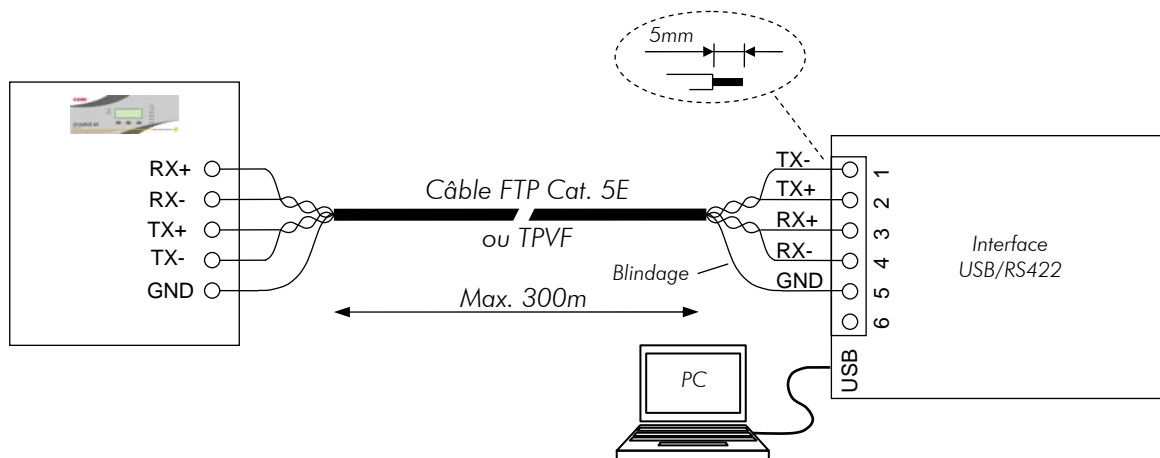 5mm
RX+
RX-
TX+
TX-
GND
Câble FTP Cat. 5E
ou TPVF
Blindage
Max. 300m
TX-
TX+
RX+
RX-
GND
1
2
3
4
5
6
USB
Interface
USB/RS422
PC